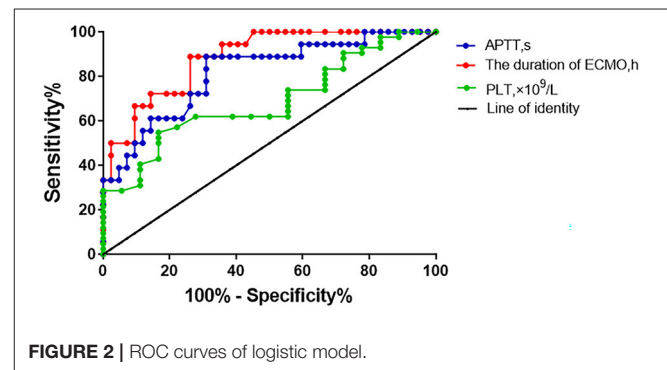 100
80
60
40
20
0
Sensitivity%
0 20 40 60 80 100
100% - Specificity%
APTT,s
The duration of ECMO,h
PLT,×10⁹/L
Line of identity
FIGURE 2 | ROC curves of logistic model.